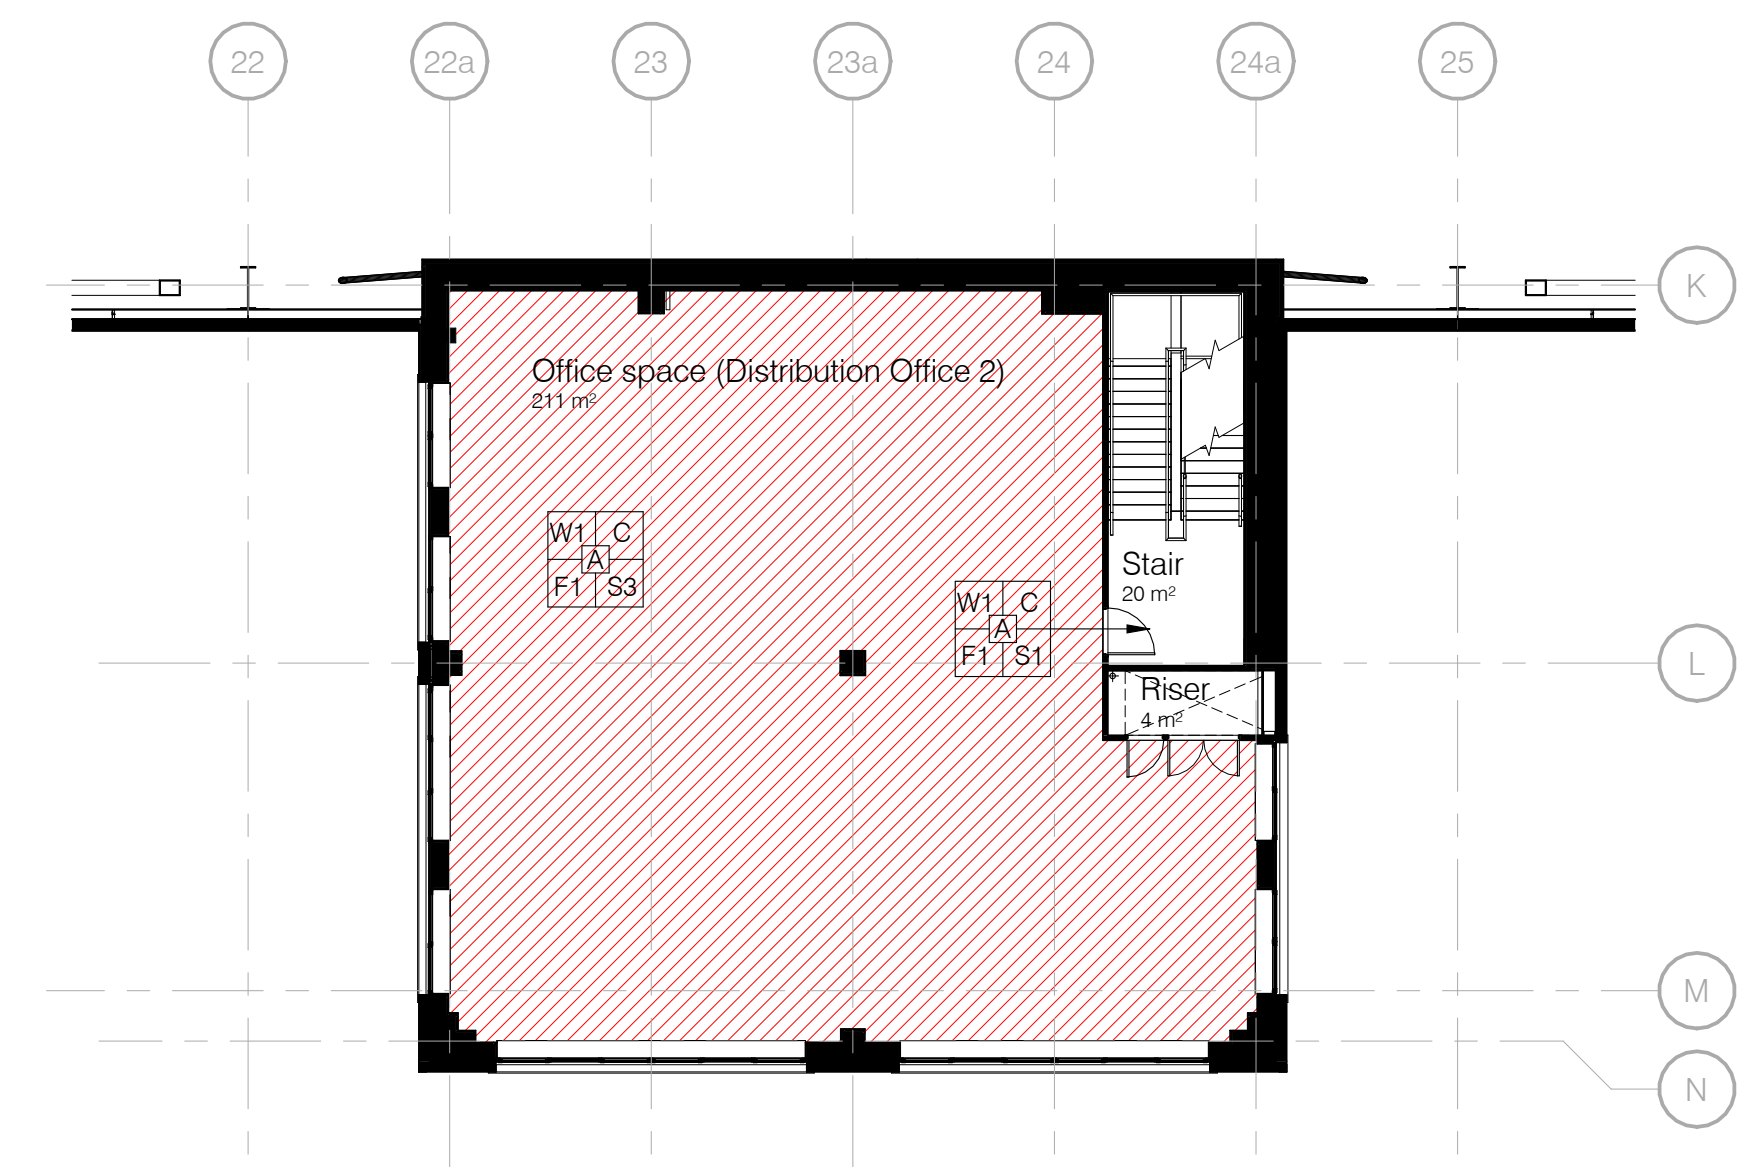 22 22a 23 23a 24 24a 25
K
Office space (Distribution Office 2)
211 m²
W1 C
A
F1 S3
Stair
20 m²
W1 C
A
F1 S1
L
Riser
4 m²
M
N